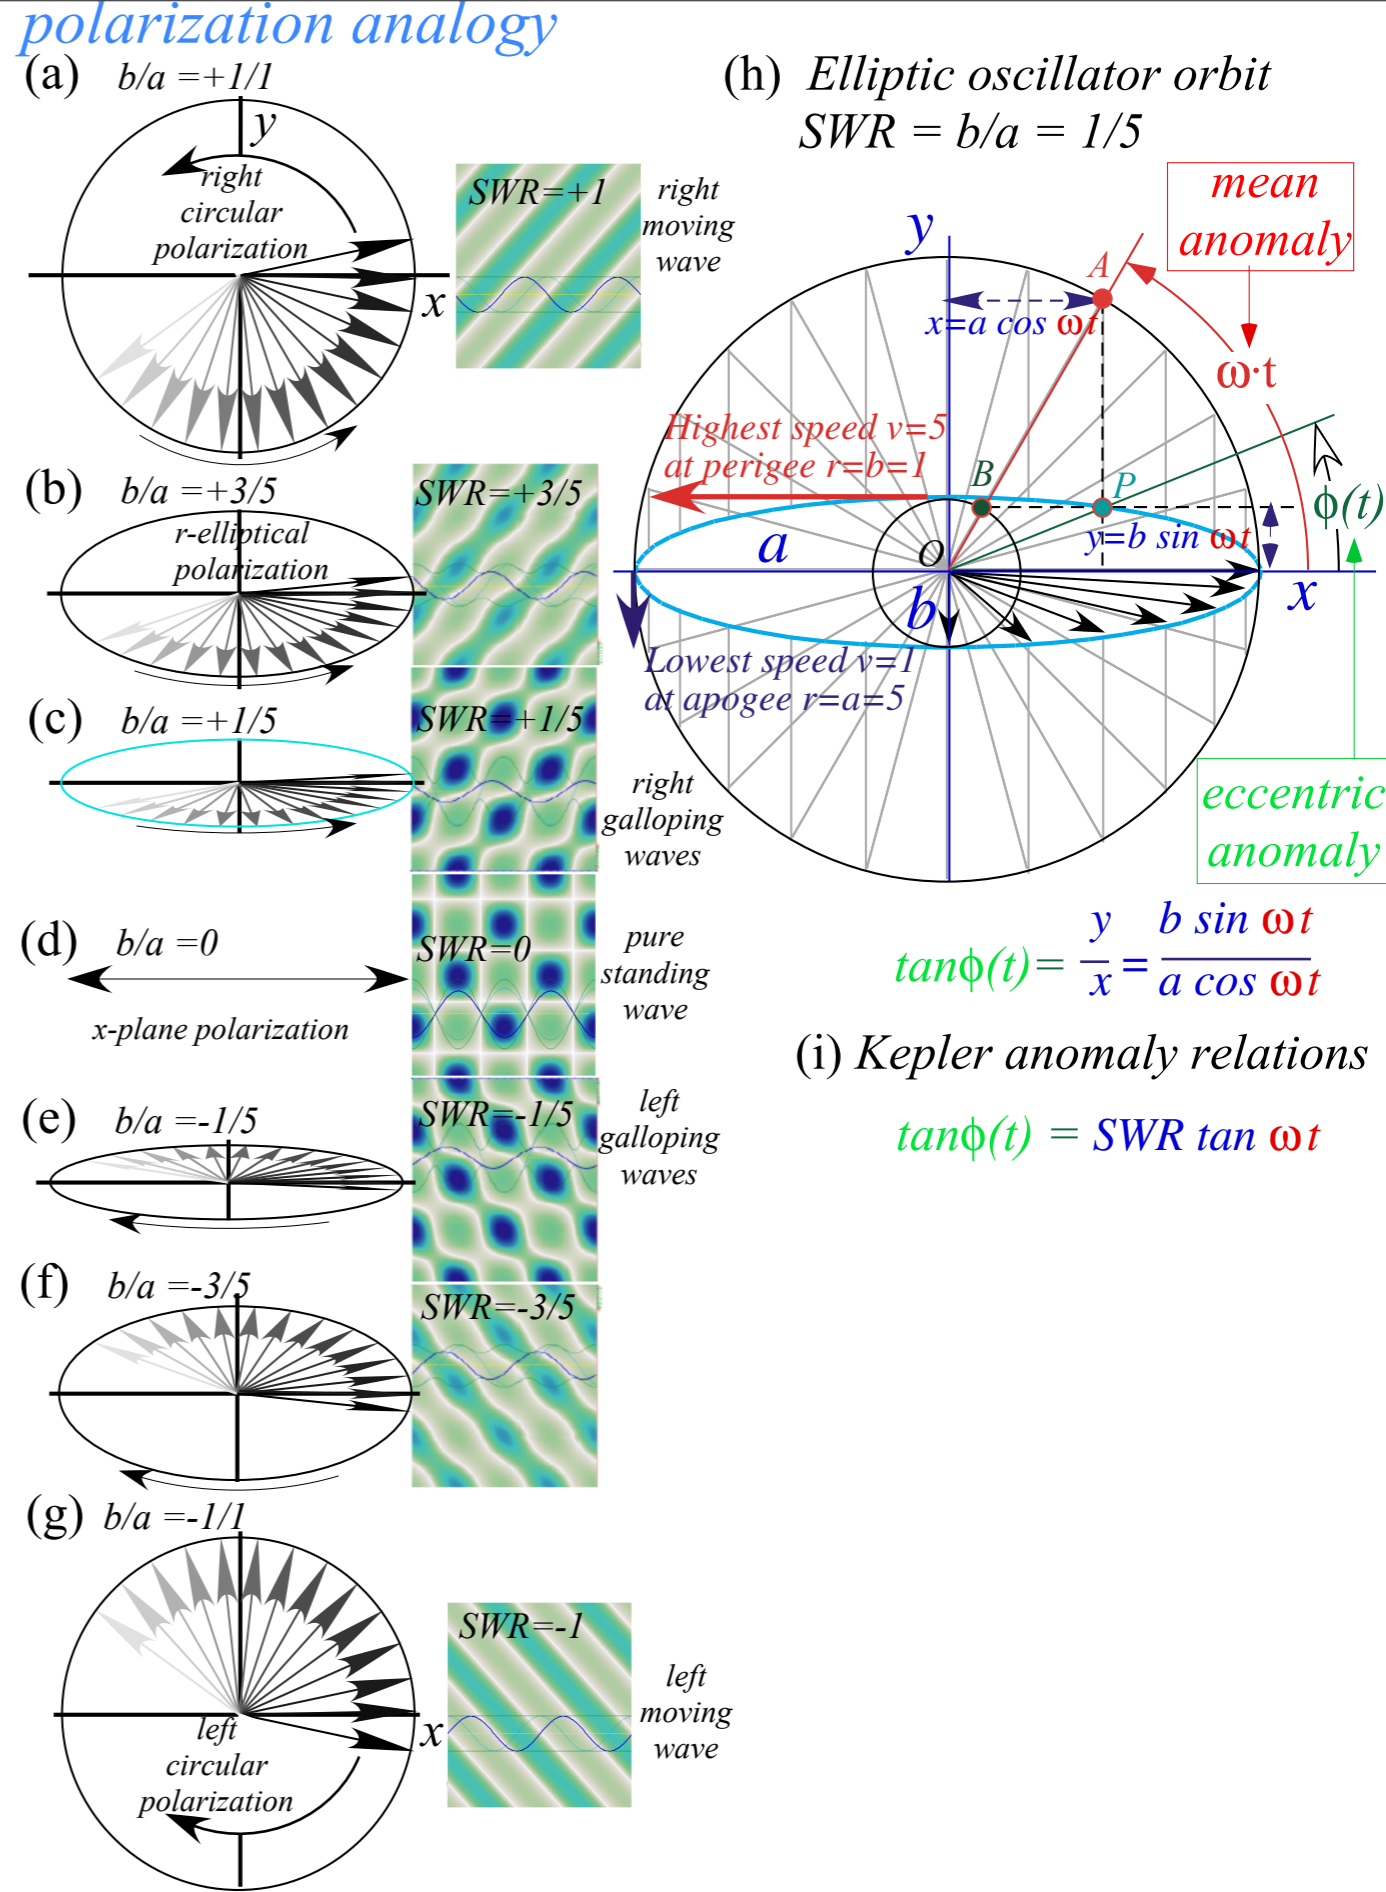 polarization analogy
(a)
b/a =+1/1
y
right
circular
polarization
x
SWR=+1
right
moving
wave
(b)
b/a =+3/5
r-elliptical
polarization
SWR=+3/5
(c)
b/a =+1/5
SWR=+1/5
right
galloping
waves
(d)
b/a =0
x-plane polarization
SWR=0
pure
standing
wave
(e)
b/a =-1/5
SWR=-1/5
left
galloping
waves
(f)
b/a =-3/5
SWR=-3/5
(g)
b/a =-1/1
left
circular
polarization
x
SWR=-1
left
moving
wave
(h) Elliptic oscillator orbit
SWR = b/a = 1/5
mean
anomaly
y
A
x=a cos ωt
ω·t
Highest speed v=5
at perigee r=b=1
B
P
ϕ(t)
a
O
y=b sin ωt
b
x
Lowest speed v=1
at apogee r=a=5
eccentric
anomaly
tanϕ(t)= y/x = b sin ωt / a cos ωt
(i) Kepler anomaly relations
tanϕ(t) = SWR tan ωt